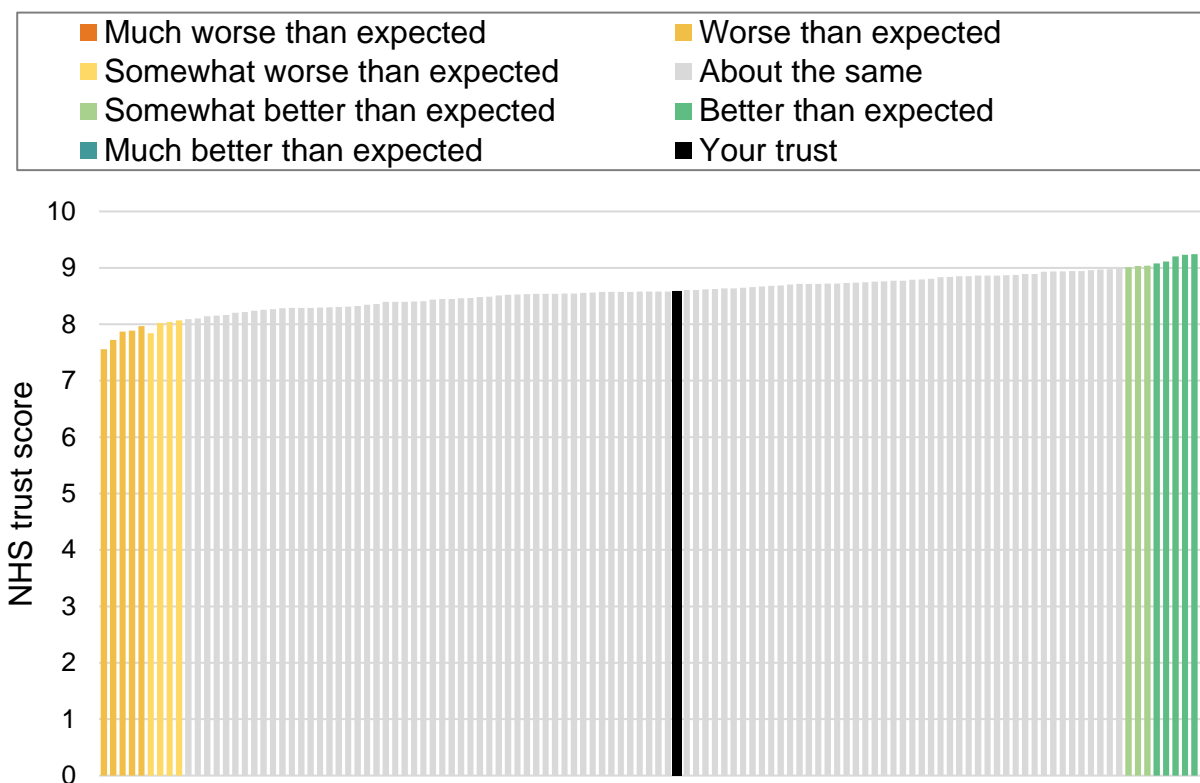 Much worse than expected Worse than expected
Somewhat worse than expected About the same
Somewhat better than expected Better than expected
Much better than expected Your trust
10
9
8
7
6
5
4
3
2
1
0
NHS trust score